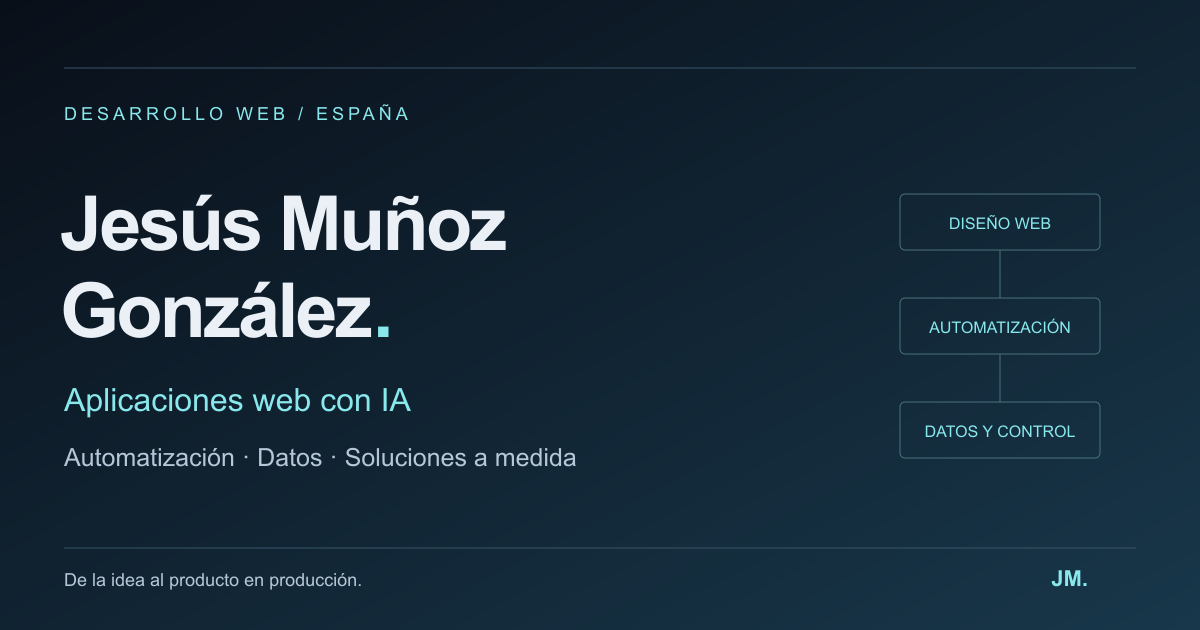 DESARROLLO WEB / ESPAÑA
Jesús Muñoz
González.
Aplicaciones web con IA
Automatización · Datos · Soluciones a medida
DISEÑO WEB
AUTOMATIZACIÓN
DATOS Y CONTROL
De la idea al producto en producción.
JM.